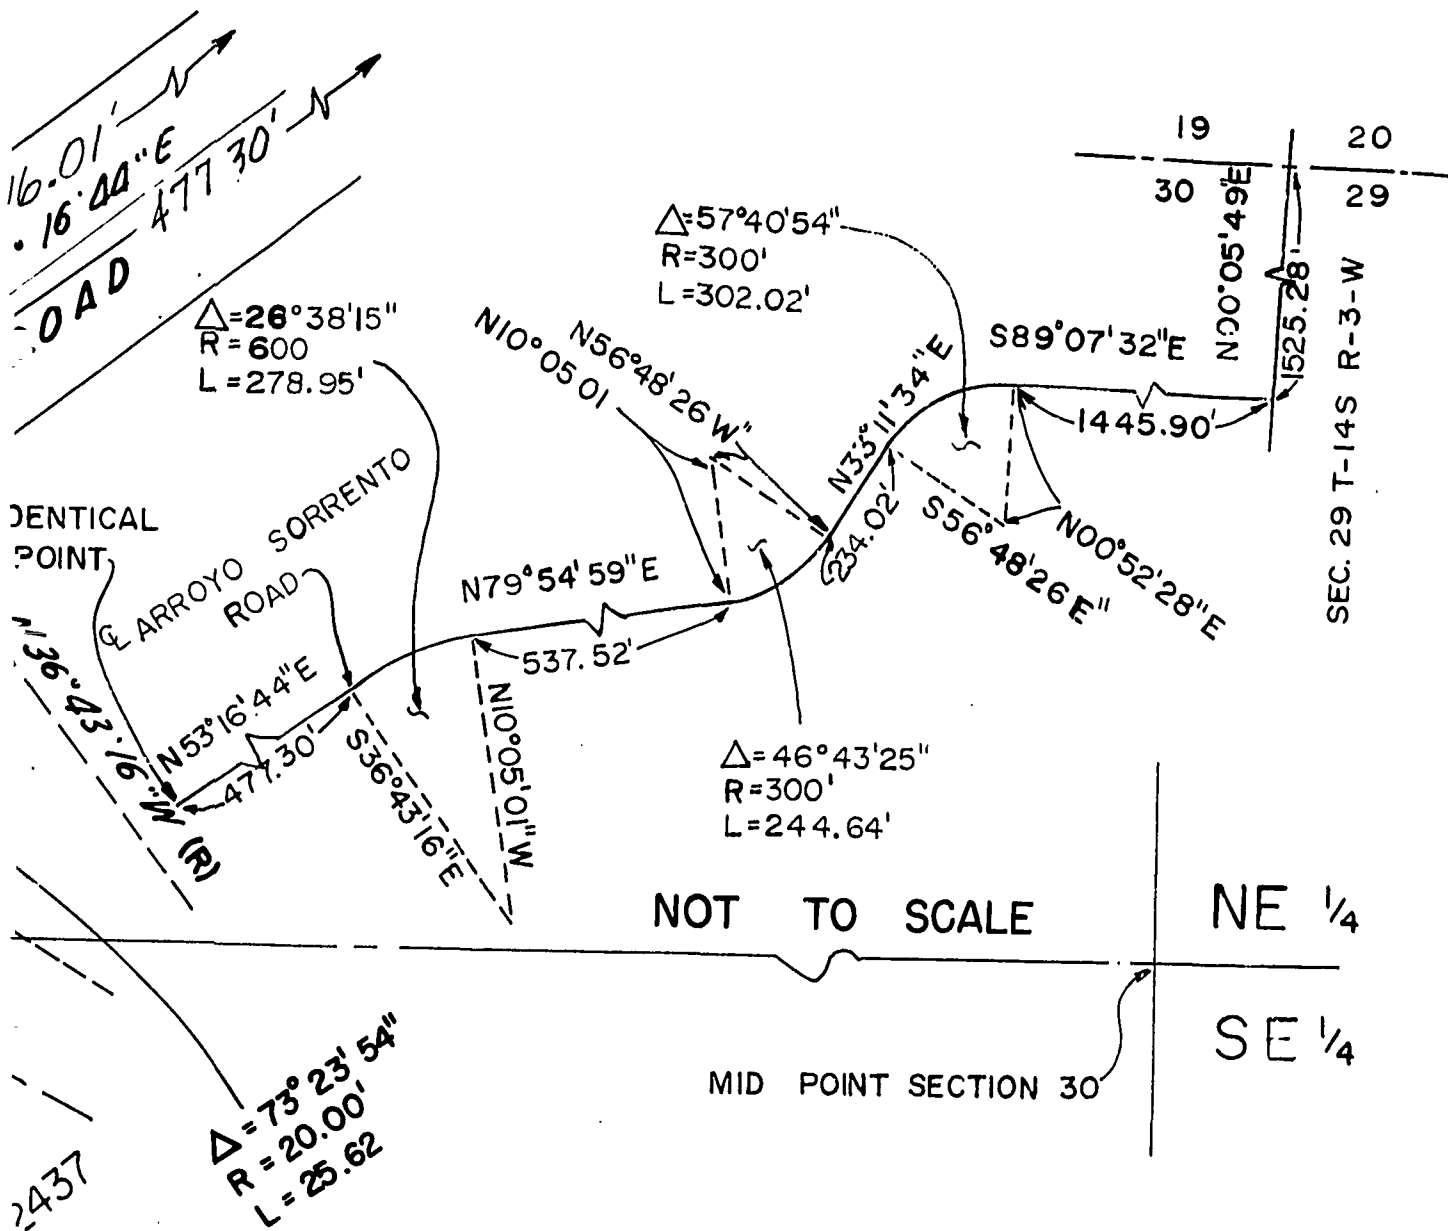 16.01'
N
16'44"E
477 30'
N
OAD
19
20
30
29
N00°05'49"E
1525.28'
SEC. 29 T-14S R-3-W
△=57°40'54"
R=300'
L=302.02'
△=26°38'15"
R=600
L=278.95'
N10°05 01
N56°48'26 W"
N33°11'34"E
234.02'
S89°07'32"E
1445.90'
S56°48'26E"
N00°52'28"E
DENTICAL
POINT
℄ ARROYO SORRENTO
ROAD
N79°54'59"E
537.52'
N36°43'16"W (R)
N53°16'44"E
477.30'
S36°43'16"E
N10°05'01"W
△=46°43'25"
R=300'
L=244.64'
NOT TO SCALE
NE 1/4
SE 1/4
MID POINT SECTION 30
△=73°23'54"
R=20.00'
L=25.62
2437